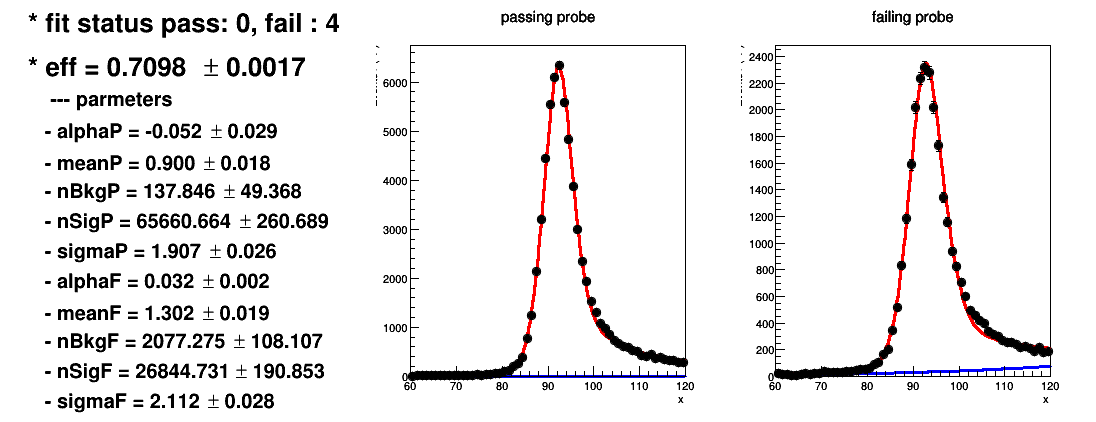 * fit status pass: 0, fail : 4
* eff = 0.7098 ± 0.0017
--- parmeters
- alphaP = -0.052 ± 0.029
- meanP = 0.900 ± 0.018
- nBkgP = 137.846 ± 49.368
- nSigP = 65660.664 ± 260.689
- sigmaP = 1.907 ± 0.026
- alphaF = 0.032 ± 0.002
- meanF = 1.302 ± 0.019
- nBkgF = 2077.275 ± 108.107
- nSigF = 26844.731 ± 190.853
- sigmaF = 2.112 ± 0.028
passing probe
6000
5000
4000
3000
2000
1000
0
60 70 80 90 100 110 120
x
failing probe
2400
2200
2000
1800
1600
1400
1200
1000
800
600
400
200
0
60 70 80 90 100 110 120
x